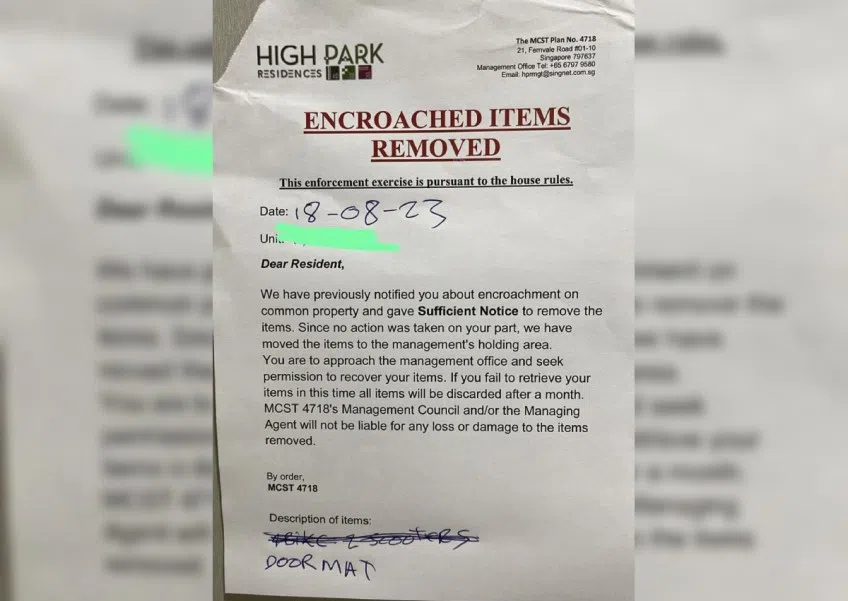 HIGH PARK
RESIDENCES
The MCST Plan No. 4718
21, Fernvale Road #01-10
Singapore 797637
Management Office Tel: +65 6797 9580
Email: hprmgt@singnet.com.sg
ENCROACHED ITEMS
REMOVED
This enforcement exercise is pursuant to the house rules.
Date: 18-08-23
Dear Resident,
We have previously notified you about encroachment on
common property and gave Sufficient Notice to remove the
items. Since no action was taken on your part, we have
moved the items to the management's holding area.
You are to approach the management office and seek
permission to recover your items. If you fail to retrieve your
items in this time all items will be discarded after a month.
MCST 4718's Management Council and/or the Managing
Agent will not be liable for any loss or damage to the items
removed.
By order,
MCST 4718
Description of items:
BIKE 2 SCOOTERS
DOOR MAT